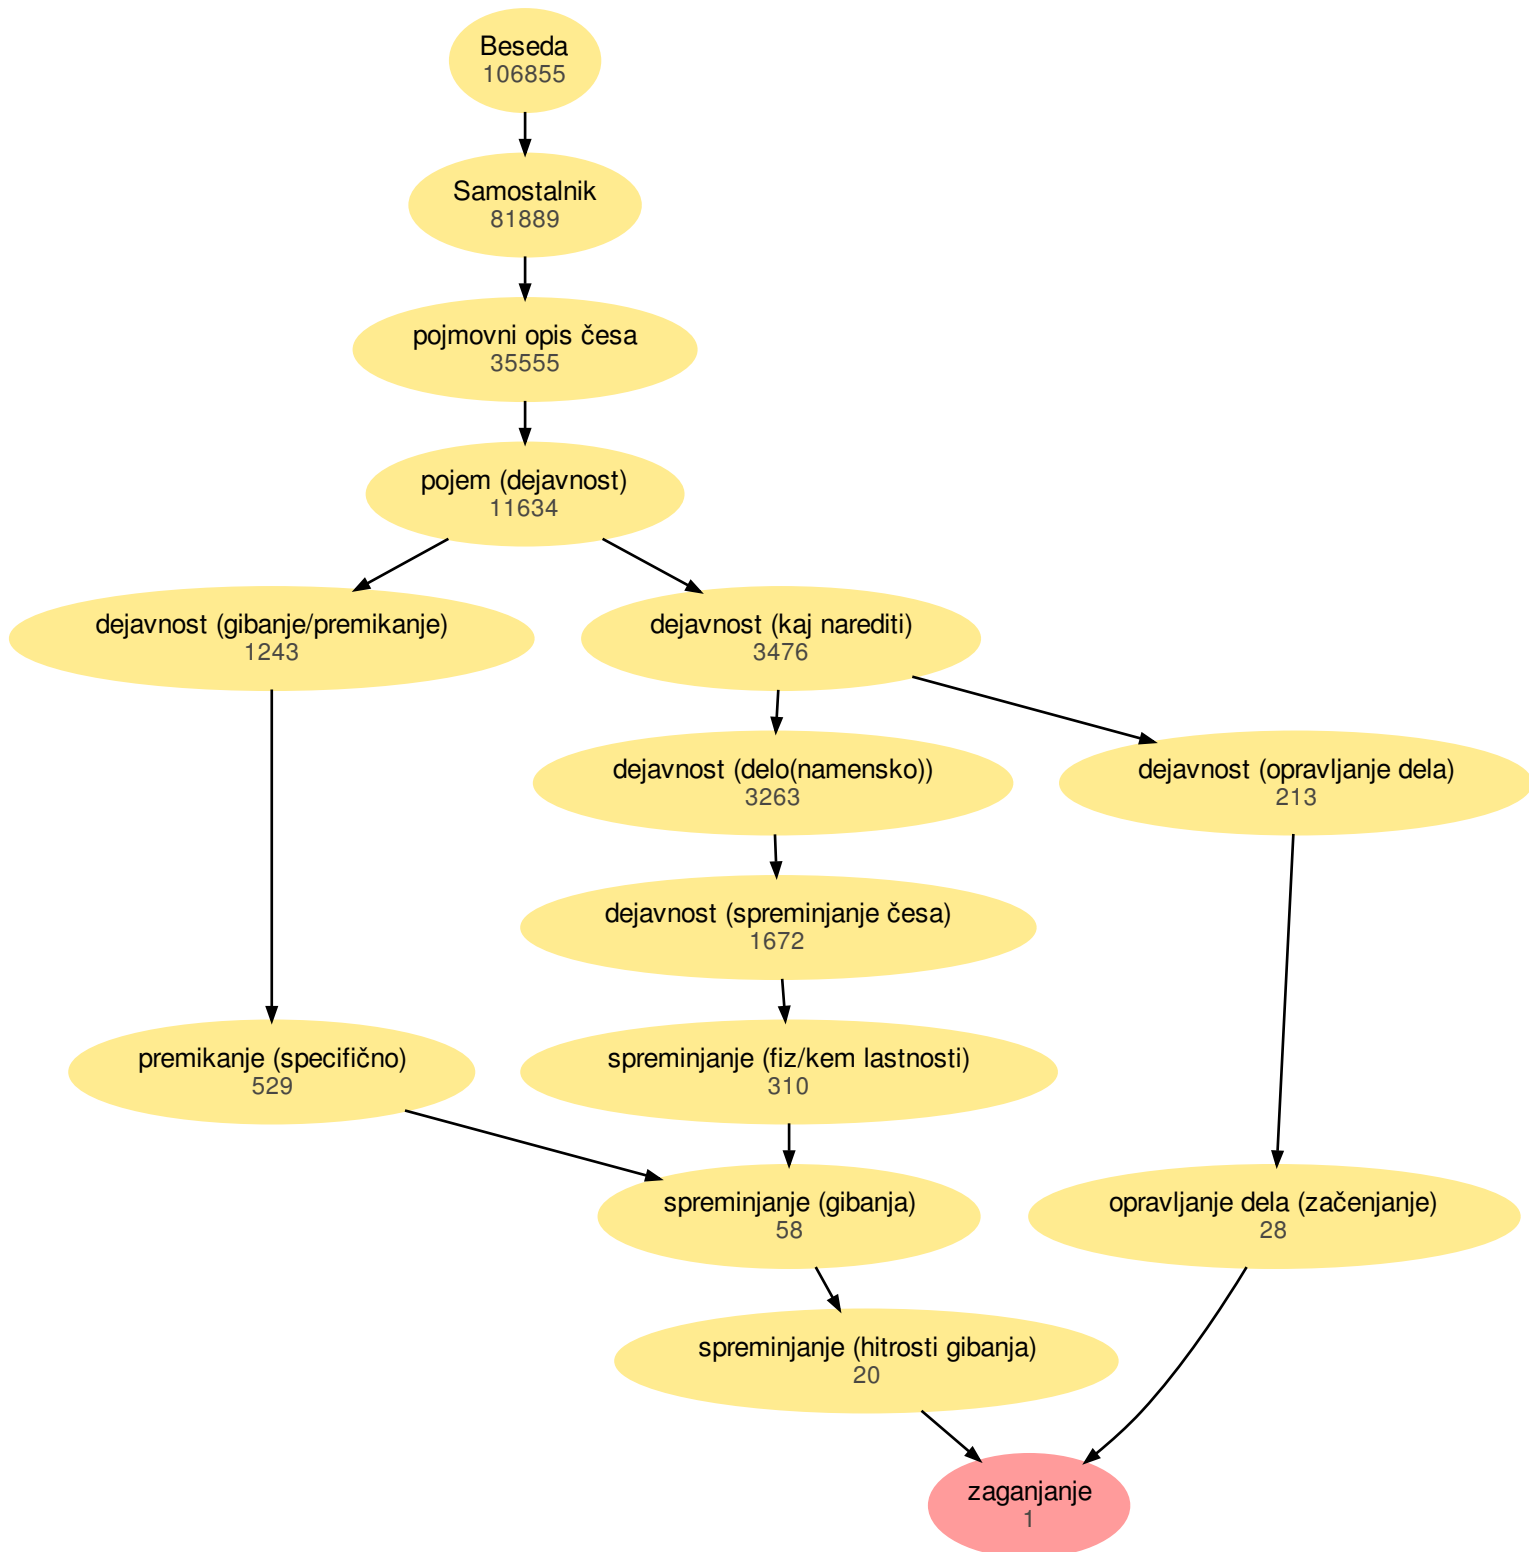 Beseda
106855
Samostalnik
81889
pojmovni opis česa
35555
pojem (dejavnost)
11634
dejavnost (gibanje/premikanje)
1243
dejavnost (kaj narediti)
3476
dejavnost (delo(namensko))
3263
dejavnost (opravljanje dela)
213
dejavnost (spreminjanje česa)
1672
premikanje (specifično)
529
spreminjanje (fiz/kem lastnosti)
310
spreminjanje (gibanja)
58
opravljanje dela (začenjanje)
28
spreminjanje (hitrosti gibanja)
20
zaganjanje
1